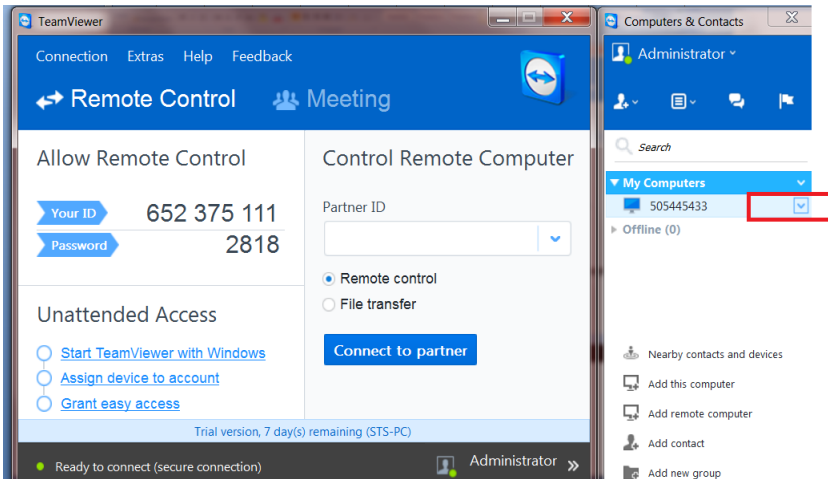 TeamViewer
Connection Extras Help Feedback
Remote Control Meeting
Allow Remote Control
Your ID 652 375 111
Password 2818
Unattended Access
Start TeamViewer with Windows
Assign device to account
Grant easy access
Control Remote Computer
Partner ID
Remote control
File transfer
Connect to partner
Trial version, 7 day(s) remaining (STS-PC)
Ready to connect (secure connection)
Administrator
Computers & Contacts
Administrator
Search
My Computers
505445433
Offline (0)
Nearby contacts and devices
Add this computer
Add remote computer
Add contact
Add new group